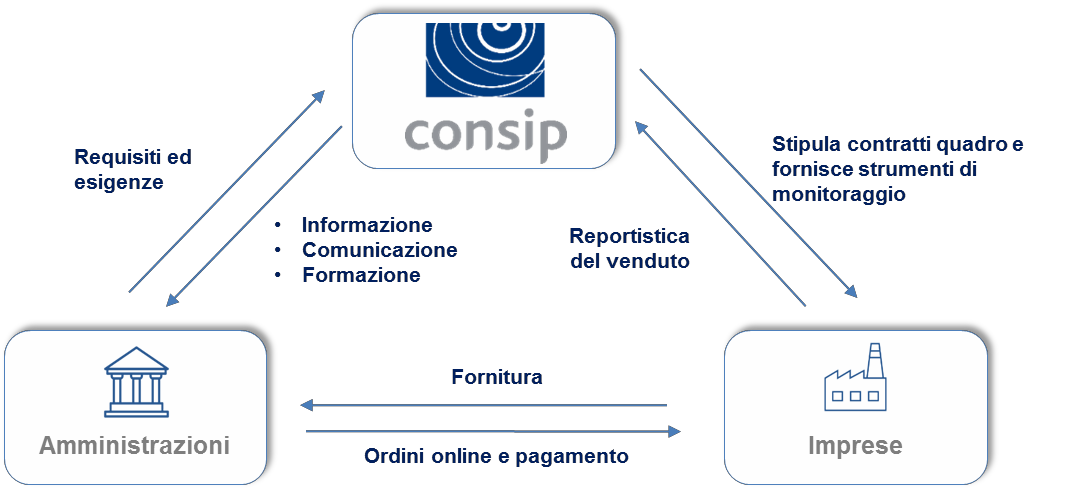 consip
Requisiti ed
esigenze
Stipula contratti quadro e
fornisce strumenti di
monitoraggio
• Informazione
• Comunicazione
• Formazione
Reportistica
del venduto
Fornitura
Amministrazioni
Imprese
Ordini online e pagamento